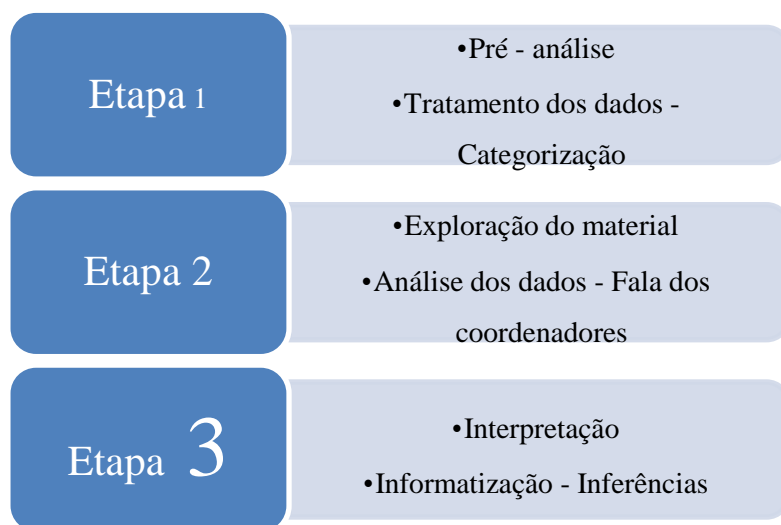 Etapa 1
•Pré - análise
•Tratamento dos dados -
Categorização
Etapa 2
•Exploração do material
•Análise dos dados - Fala dos
coordenadores
Etapa 3
•Interpretação
•Informatização - Inferências